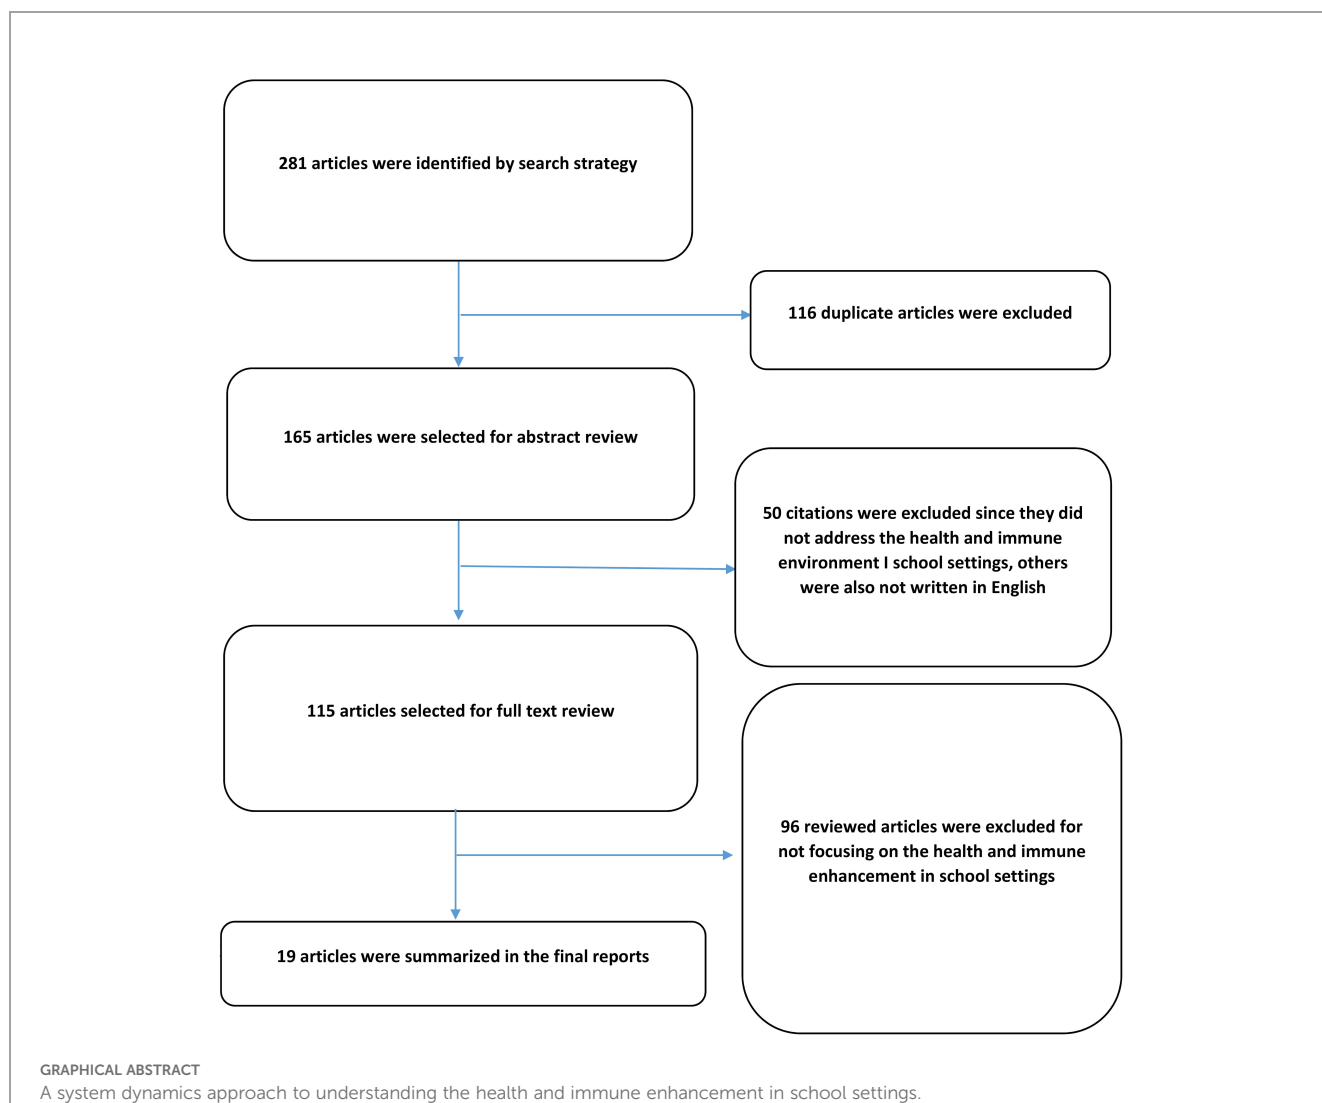 281 articles were identified by search strategy
116 duplicate articles were excluded
165 articles were selected for abstract review
50 citations were excluded since they did
not address the health and immune
environment I school settings, others
were also not written in English
115 articles selected for full text review
96 reviewed articles were excluded for
not focusing on the health and immune
enhancement in school settings
19 articles were summarized in the final reports
GRAPHICAL ABSTRACT
A system dynamics approach to understanding the health and immune enhancement in school settings.